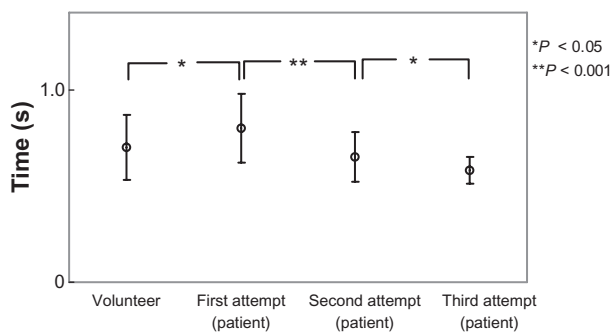 *P < 0.05
**P < 0.001
* ** *
Time (s)
1.0
0
Volunteer
First attempt
(patient)
Second attempt
(patient)
Third attempt
(patient)